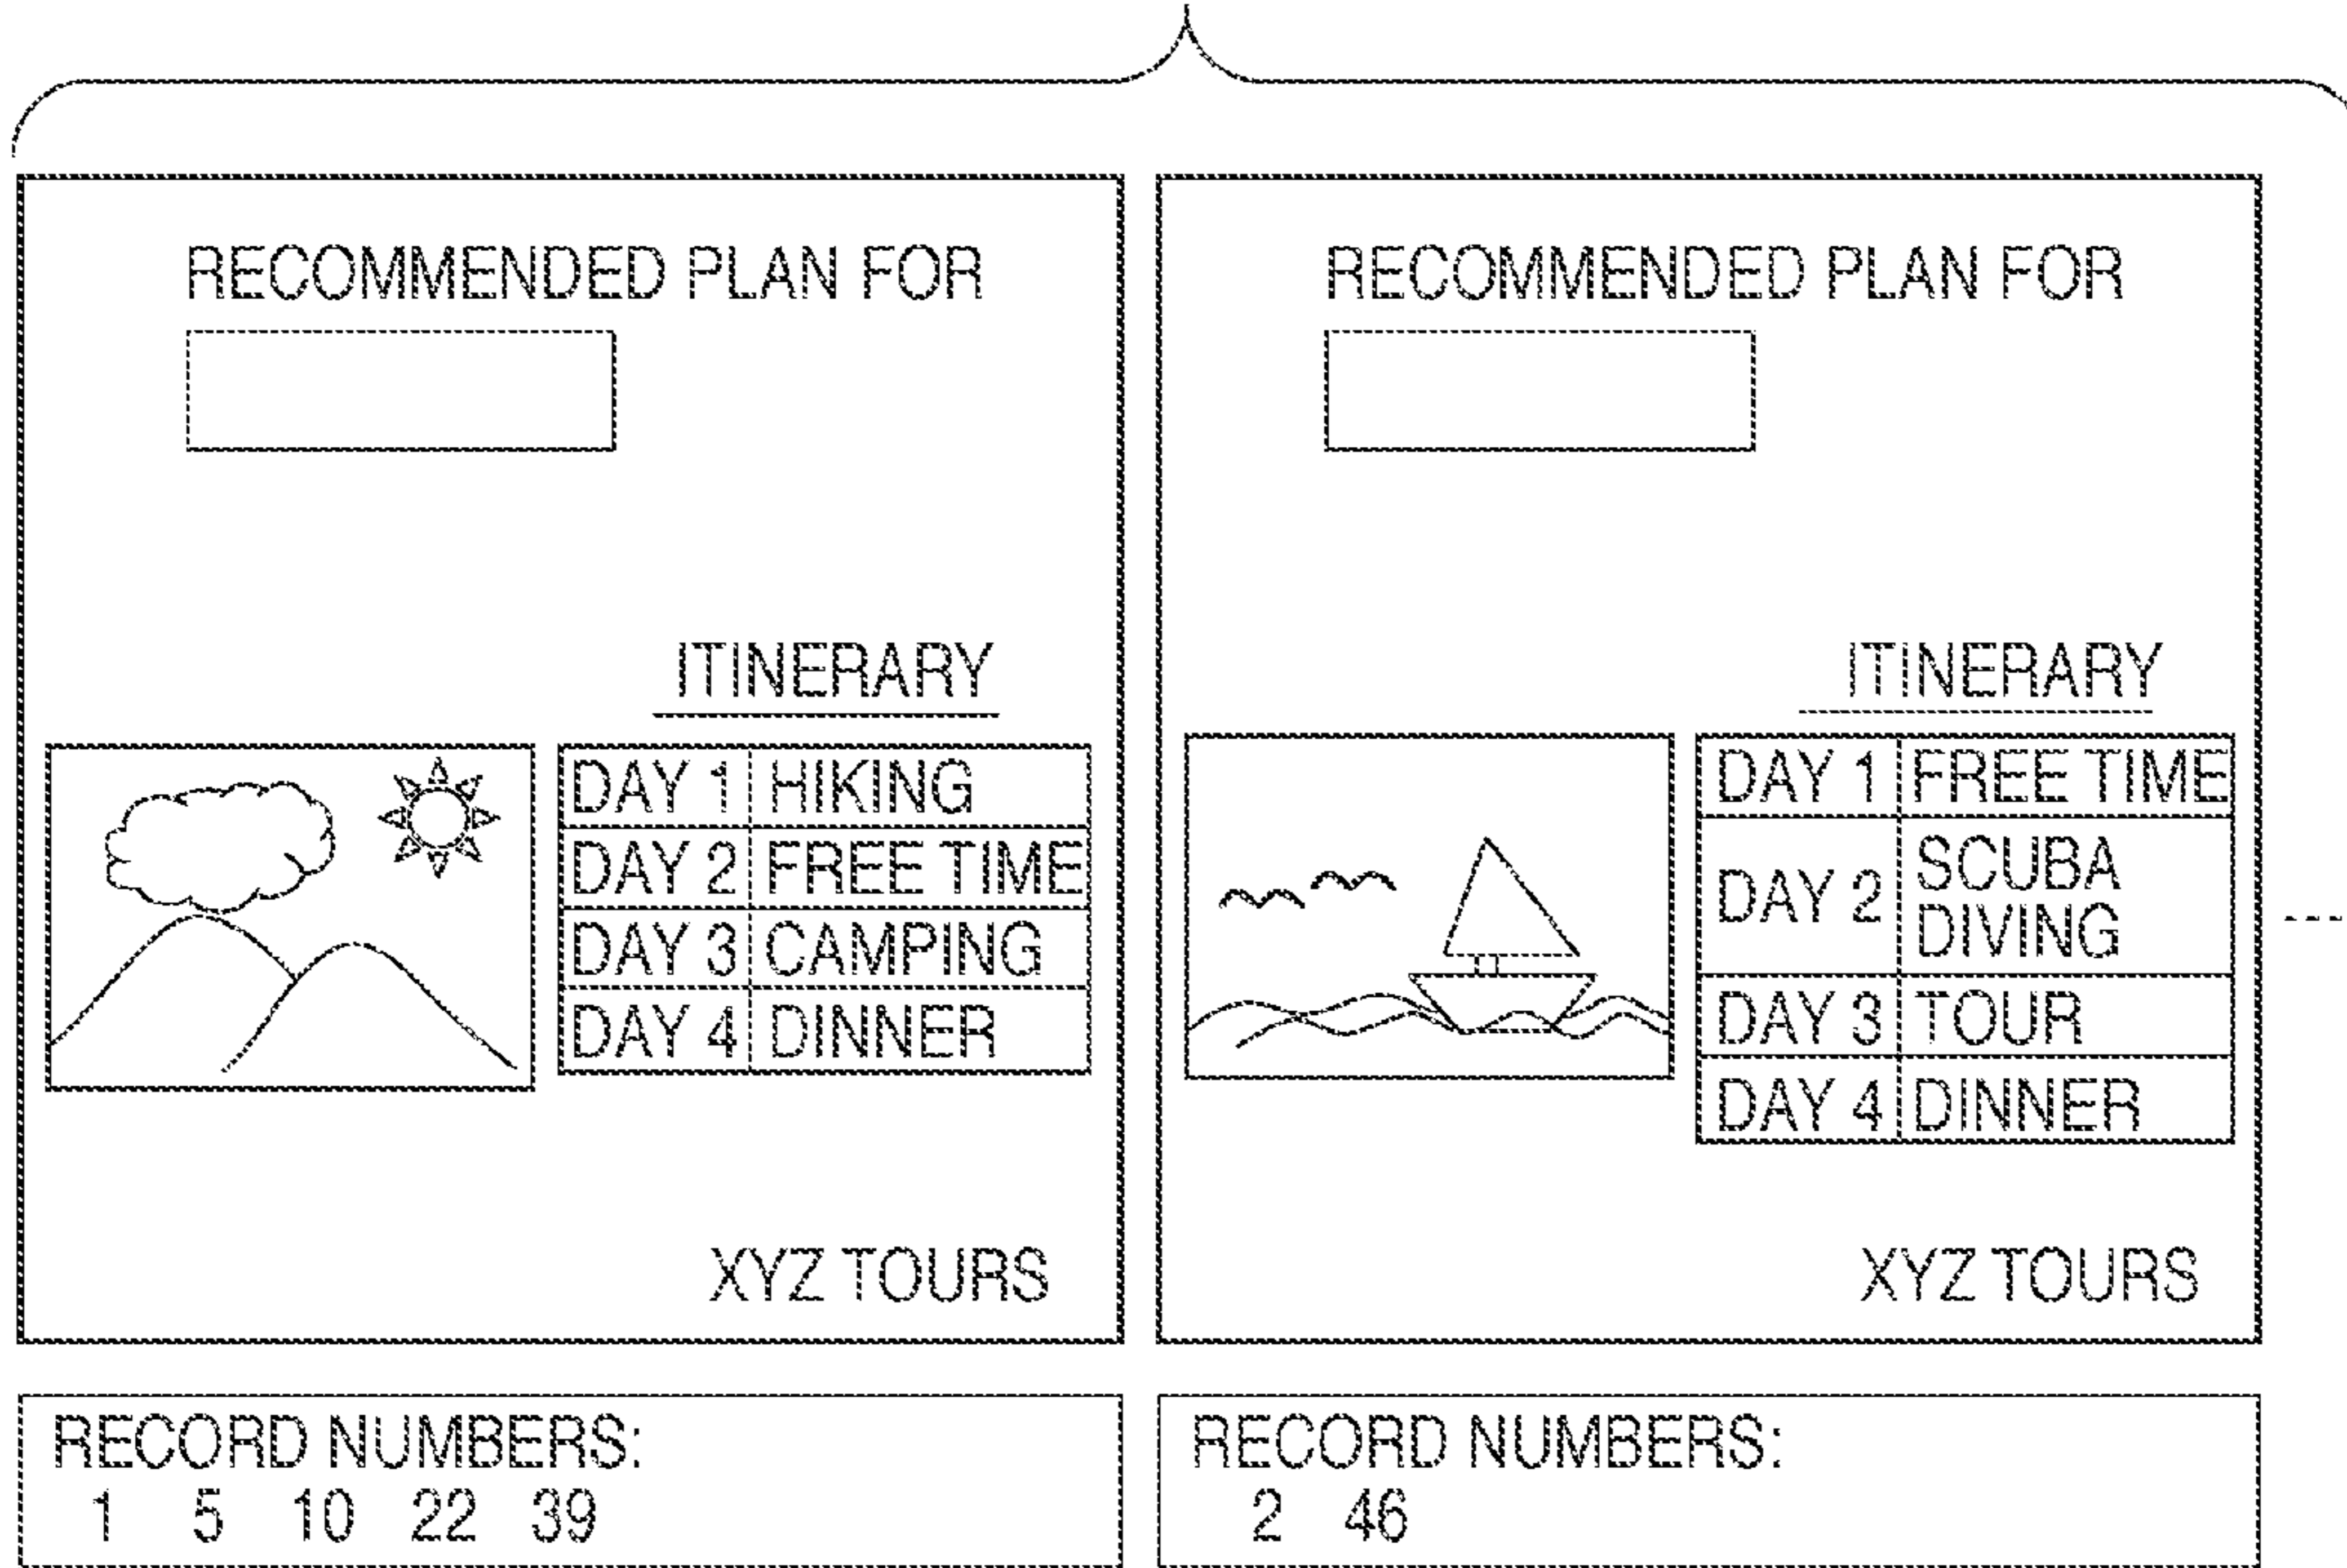 RECOMMENDED PLAN FOR
ITINERARY
DAY 1 HIKING
DAY 2 FREE TIME
DAY 3 CAMPING
DAY 4 DINNER
XYZ TOURS
RECORD NUMBERS:
1 5 10 22 39
RECOMMENDED PLAN FOR
ITINERARY
DAY 1 FREE TIME
DAY 2 SCUBA
DIVING
DAY 3 TOUR
DAY 4 DINNER
XYZ TOURS
RECORD NUMBERS:
2 46